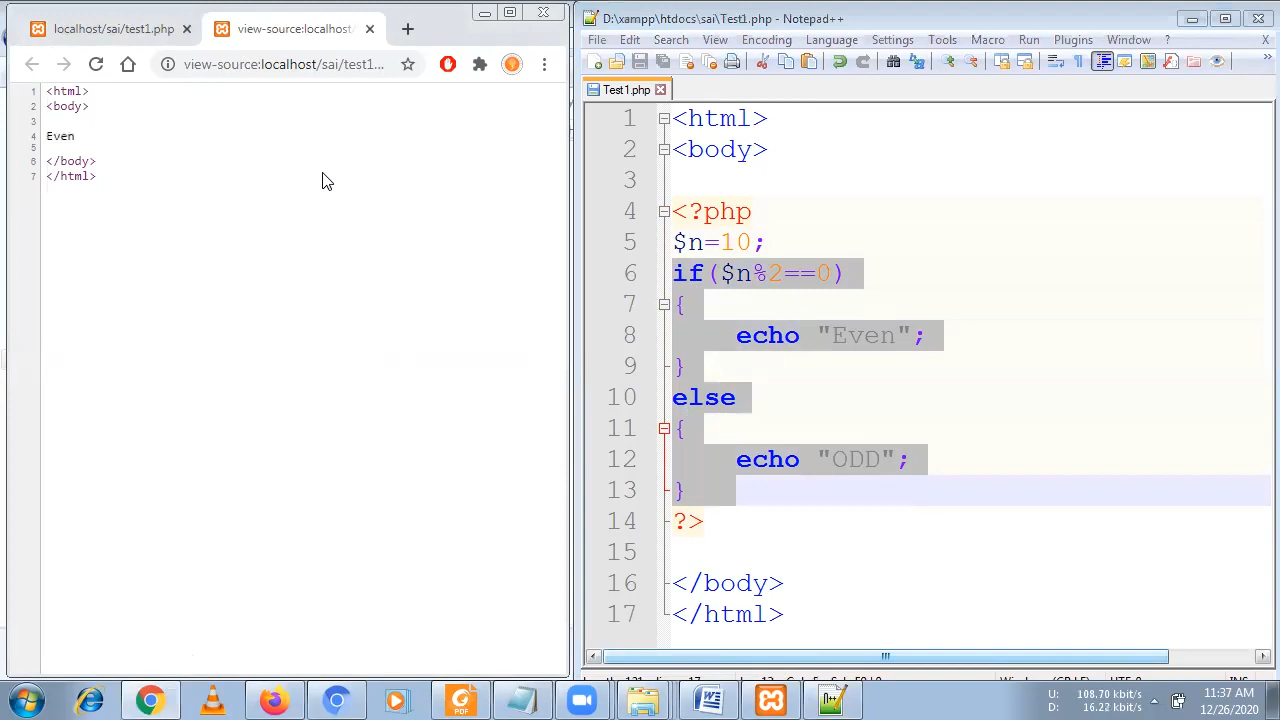 localhost/sai/test1.php
view-source:localhost/
view-source:localhost/sai/test1...
1 <html>
2 <body>
3
4 Even
5
6 </body>
7 </html>
D:\xampp\htdocs\sai\Test1.php - Notepad++
File Edit Search View Encoding Language Settings Tools Macro Run Plugins Window ? X
Test1.php
1 <html>
2 <body>
3
4 <?php
5 $n=10;
6 if($n%2==0)
7 {
8 echo "Even";
9 }
10 else
11 {
12 echo "ODD";
13 }
14 ?>
15
16 </body>
17 </html>
PDF
U: 108.70 kbit/s
D: 16.22 kbit/s
11:37 AM
12/26/2020